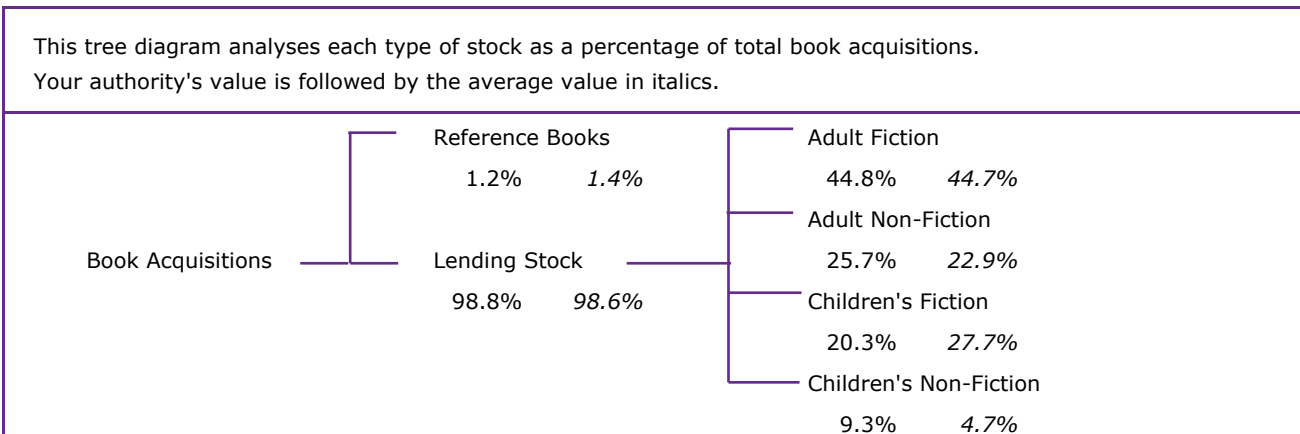 This tree diagram analyses each type of stock as a percentage of total book acquisitions.
Your authority's value is followed by the average value in italics.
Reference Books
1.2% 1.4%
Book Acquisitions
Lending Stock
98.8% 98.6%
Adult Fiction
44.8% 44.7%
Adult Non-Fiction
25.7% 22.9%
Children's Fiction
20.3% 27.7%
Children's Non-Fiction
9.3% 4.7%